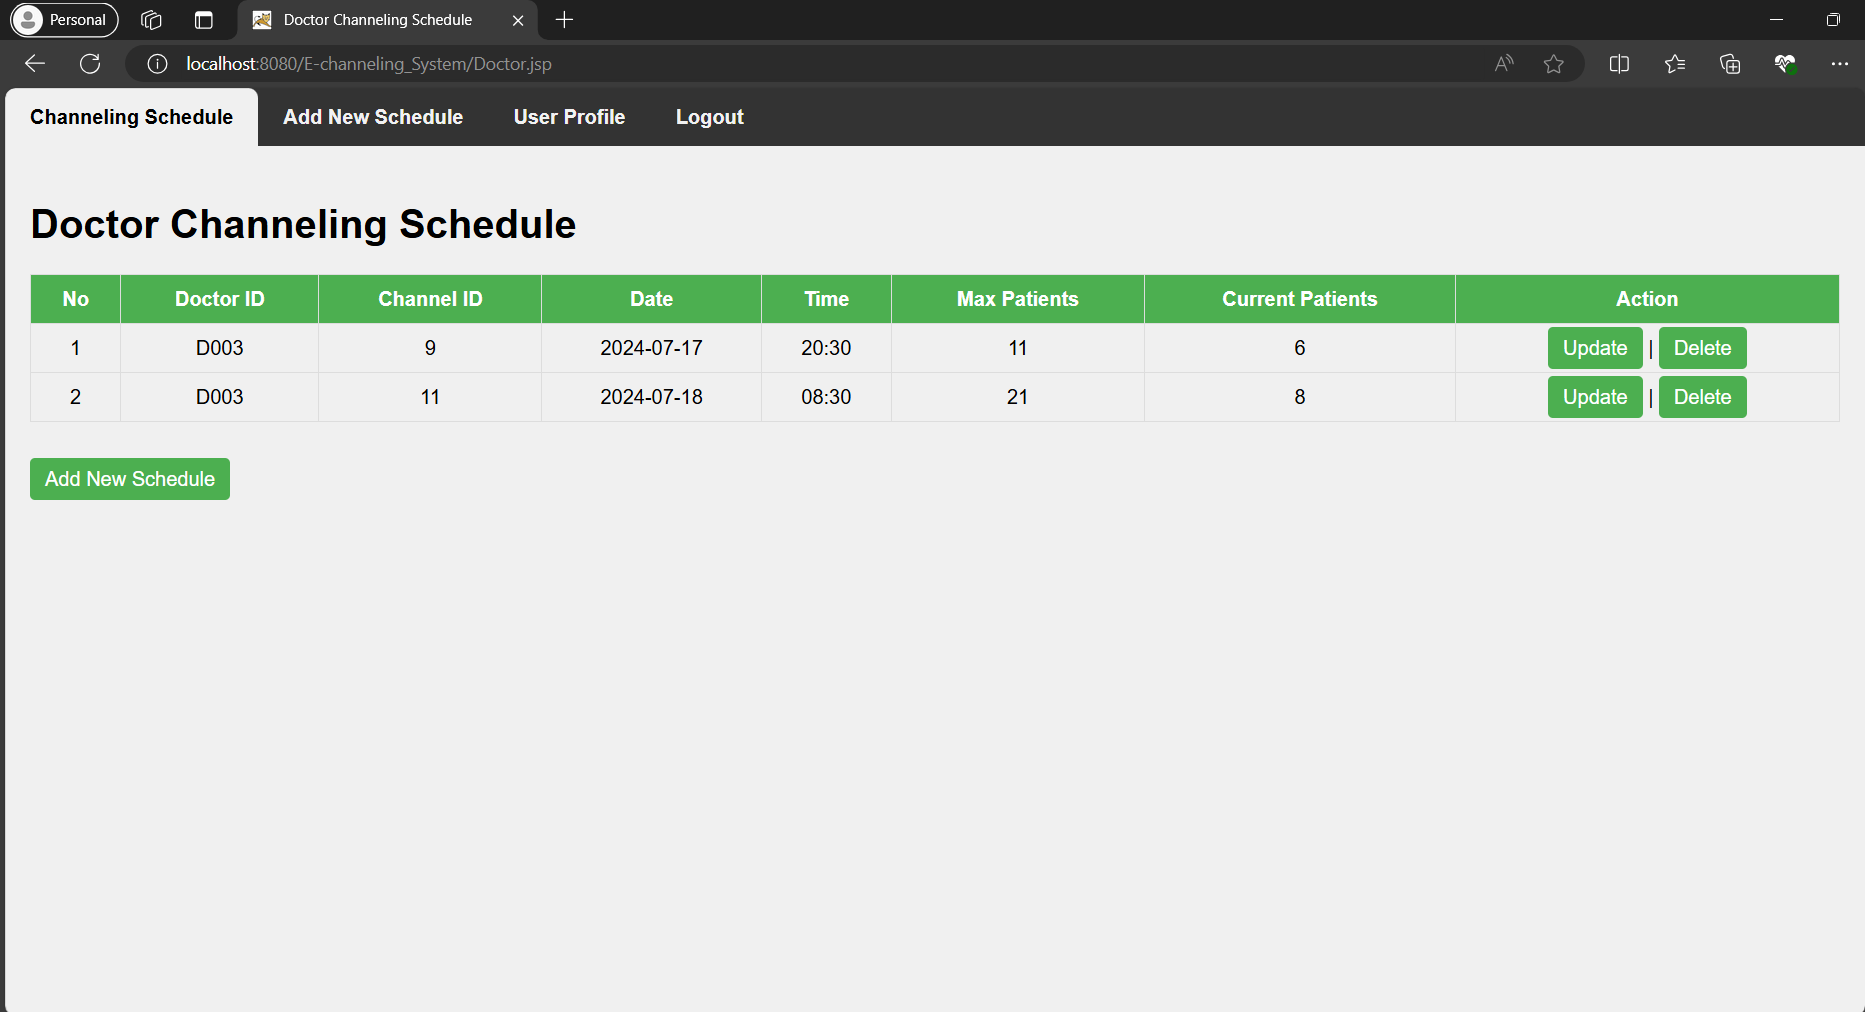 Personal
Doctor Channeling Schedule
localhost:8080/E-channeling_System/Doctor.jsp
Channeling Schedule Add New Schedule User Profile Logout
Doctor Channeling Schedule
No Doctor ID Channel ID Date Time Max Patients Current Patients Action
1 D003 9 2024-07-17 20:30 11 6 Update | Delete
2 D003 11 2024-07-18 08:30 21 8 Update | Delete
Add New Schedule